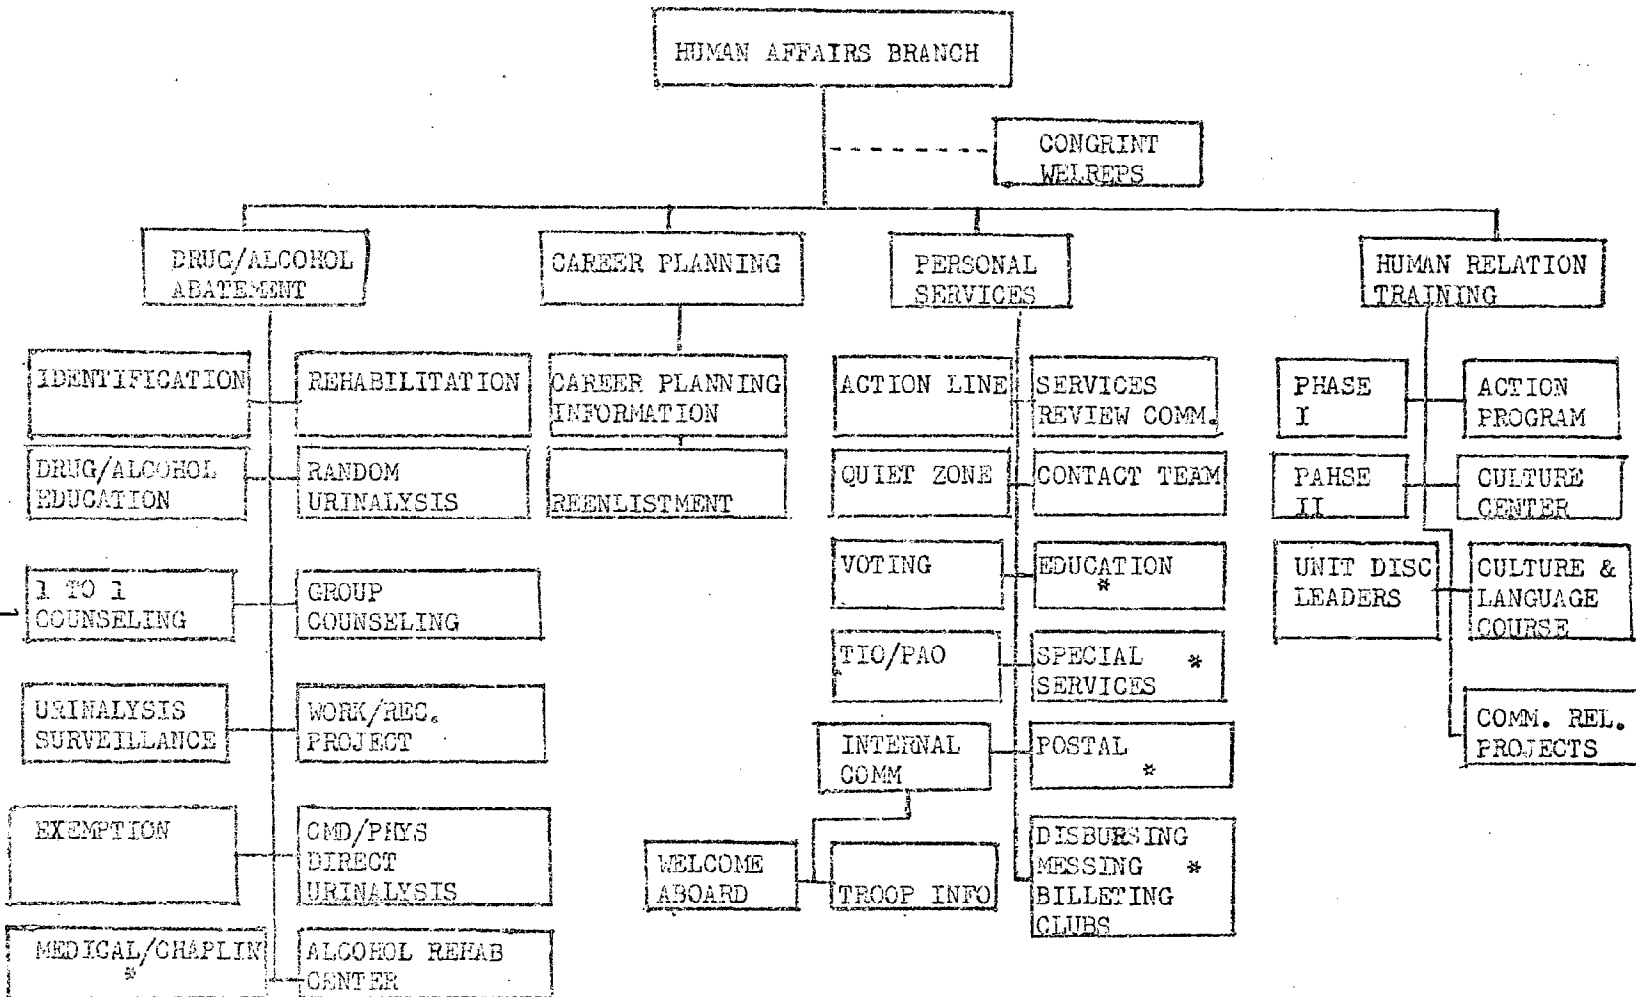 HUMAN AFFAIRS BRANCH
CONGRINT
WELREPS
DRUG/ALCOHOL
ABATEMENT
CAREER PLANNING
PERSONAL
SERVICES
HUMAN RELATION
TRAINING
IDENTIFICATION
REHABILITATION
CAREER PLANNING
INFORMATION
ACTION LINE
SERVICES
REVIEW COMM.
PHASE
I
ACTION
PROGRAM
DRUG/ALCOHOL
EDUCATION
RANDOM
URINALYSIS
REENLISTMENT
QUIET ZONE
CONTACT TEAM
PAHSE
II
CULTURE
CENTER
1 TO 1
COUNSELING
GROUP
COUNSELING
VOTING
EDUCATION
*
UNIT DISC
LEADERS
CULTURE &
LANGUAGE
COURSE
TIO/PAO
SPECIAL *
SERVICES
URINALYSIS
SURVEILLANCE
WORK/REC.
PROJECT
INTERNAL
COMM
POSTAL
*
COMM. REL.
PROJECTS
EXEMPTION
CMD/PHYS
DIRECT
URINALYSIS
WELCOME
ABOARD
TROOP INFO
DISBURSING
MESSING *
BILLETING
CLUBS
MEDICAL/CHAPLIN
*
ALCOHOL REHAB
CENTER